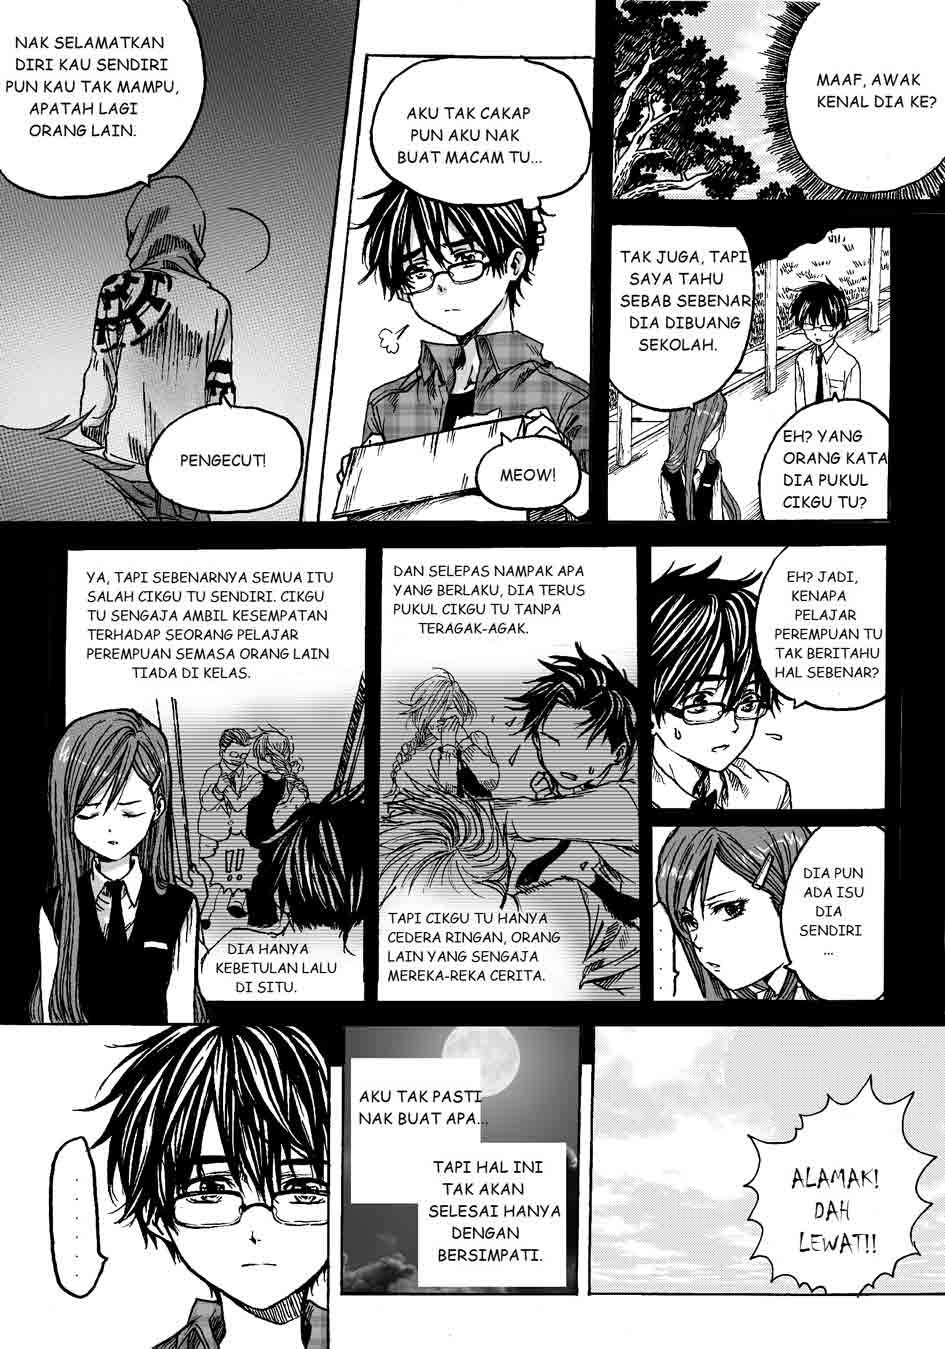 NAK SELAMATKAN
DIRI KAU SENDIRI
PUN KAU TAK MAMPU,
APATAH LAGI
ORANG LAIN.
PENGECUT!
AKU TAK CAKAP
PUN AKU NAK
BUAT MACAM TU...
MEOW!
MAAF, AWAK
KENAL DIA KE?
TAK JUGA, TAPI
SAYA TAHU
SEBAB SEBENAR
DIA DIBUANG
SEKOLAH.
EH? YANG
ORANG KATA
DIA PUKUL
CIKGU TU?
YA, TAPI SEBENARNYA SEMUA ITU
SALAH CIKGU TU SENDIRI. CIKGU
TU SENGAJA AMBIL KESEMPATAN
TERHADAP SEORANG PELAJAR
PEREMPUAN SEMASA ORANG LAIN
TIADA DI KELAS.
!!
DIA HANYA
KEBETULAN LALU
DI SITU.
DAN SELEPAS NAMPAK APA
YANG BERLAKU, DIA TERUS
PUKUL CIKGU TU TANPA
TERAGAK-AGAK.
TAPI CIKGU TU HANYA
CEDERA RINGAN, ORANG
LAIN YANG SENGAJA
MEREKA-REKA CERITA.
EH? JADI,
KENAPA
PELAJAR
PEREMPUAN TU
TAK BERITAHU
HAL SEBENAR?
DIA PUN
ADA ISU
DIA
SENDIRI
...
......
......
AKU TAK PASTI
NAK BUAT APA...
TAPI HAL INI
TAK AKAN
SELESAI HANYA
DENGAN
BERSIMPATI.
ALAMAK!
DAH
LEWAT!!